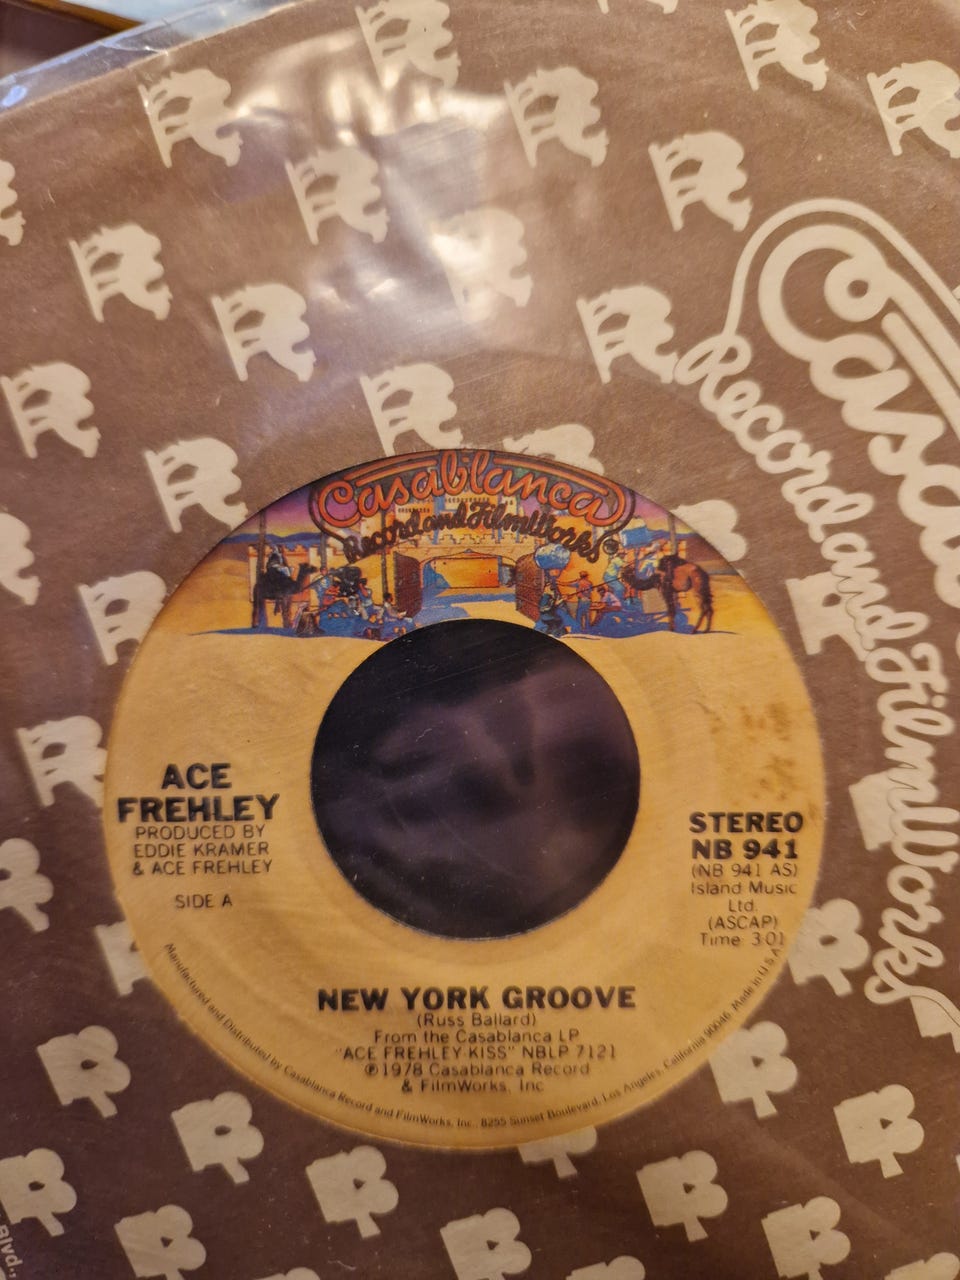 Casablanca
Record and FilmWorks
Casa
Record and FilmWorks
ACE
FREHLEY
PRODUCED BY
EDDIE KRAMER
& ACE FREHLEY
SIDE A
STEREO
NB 941
(NB 941 AS)
Island Music
Ltd.
(ASCAP)
Time: 3:01
NEW YORK GROOVE
(Russ Ballard)
From the Casablanca LP
"ACE FREHLEY-KISS" NBLP 7121
℗1978 Casablanca Record
& FilmWorks, Inc.
Manufactured and Distributed by Casablanca Record and FilmWorks, Inc., 8255 Sunset Boulevard, Los Angeles, California 90046. Made in U.S.A.
Blvd.,